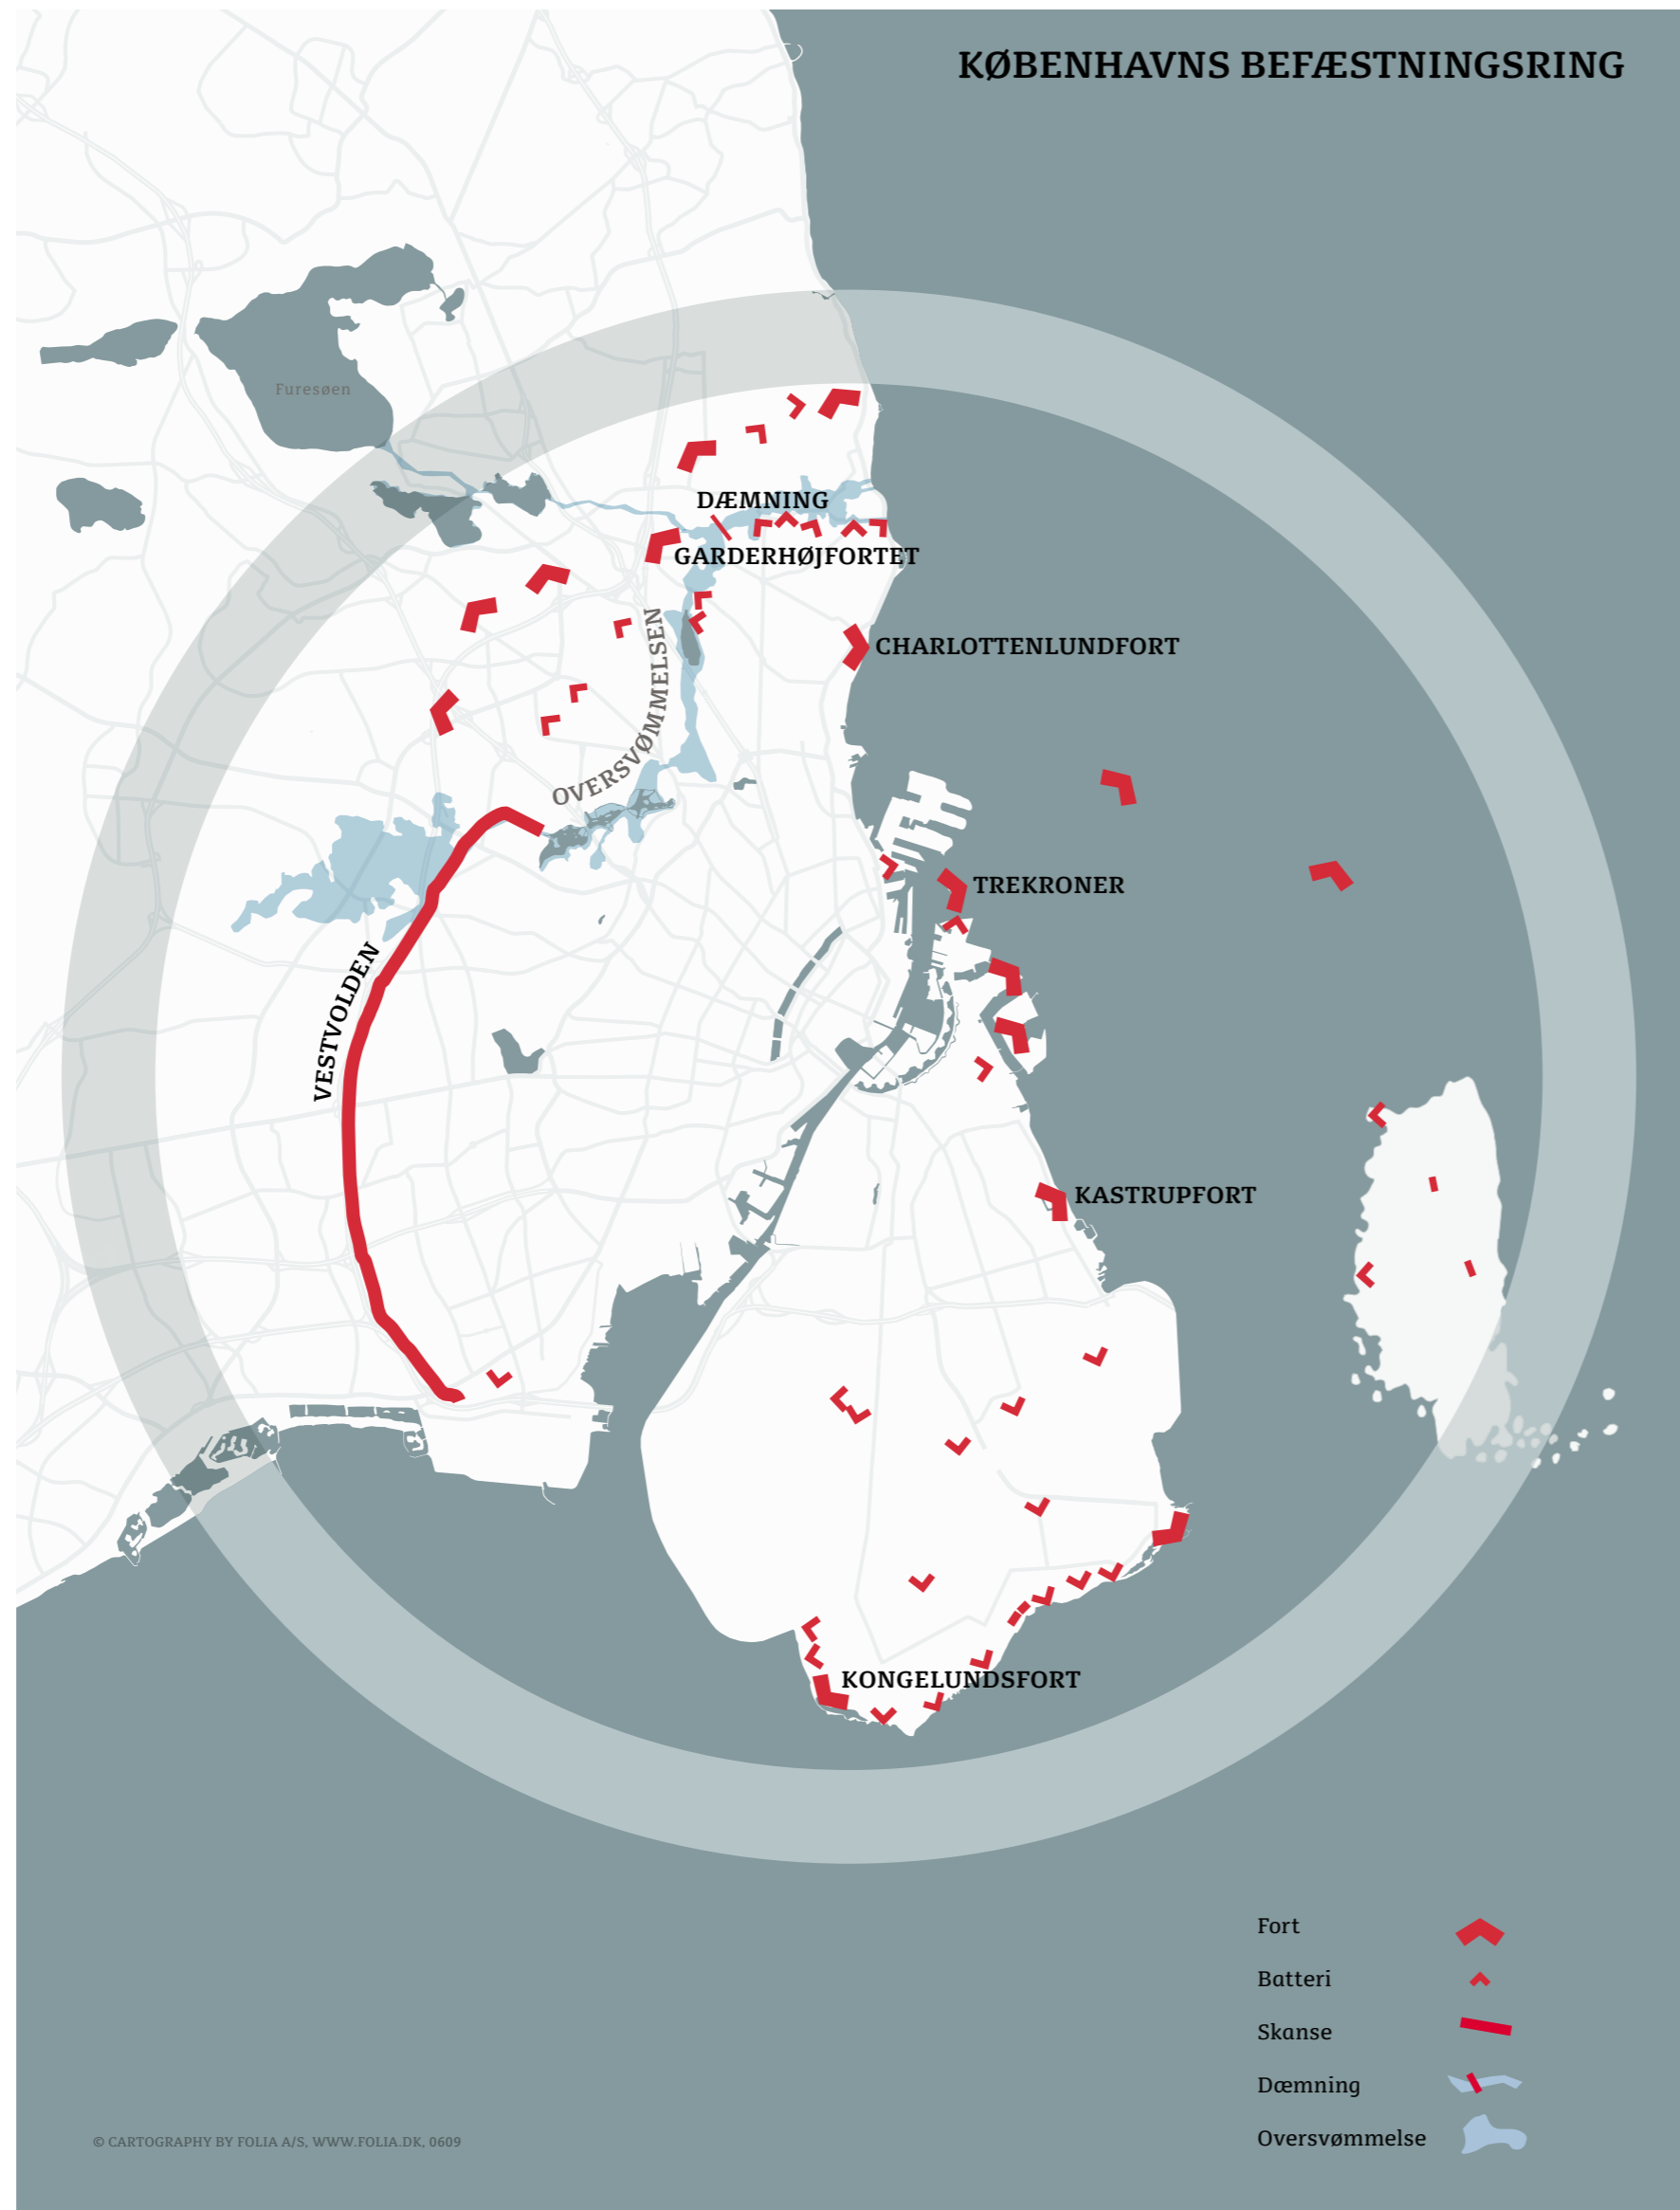 KØBENHAVNS BEFÆSTNINGSRING
Furesøen
DÆMNING
GARDERHØJFORTET
OVERSVØMMELSEN
CHARLOTTENLUNDFORT
TREKRONER
VESTVOLDEN
KASTRUPFORT
KONGELUNDSFORT
Fort
Batteri
Skanse
Dæmning
Oversvømmelse
© CARTOGRAPHY BY FOLIA A/S, WWW.FOLIA.DK, 0609